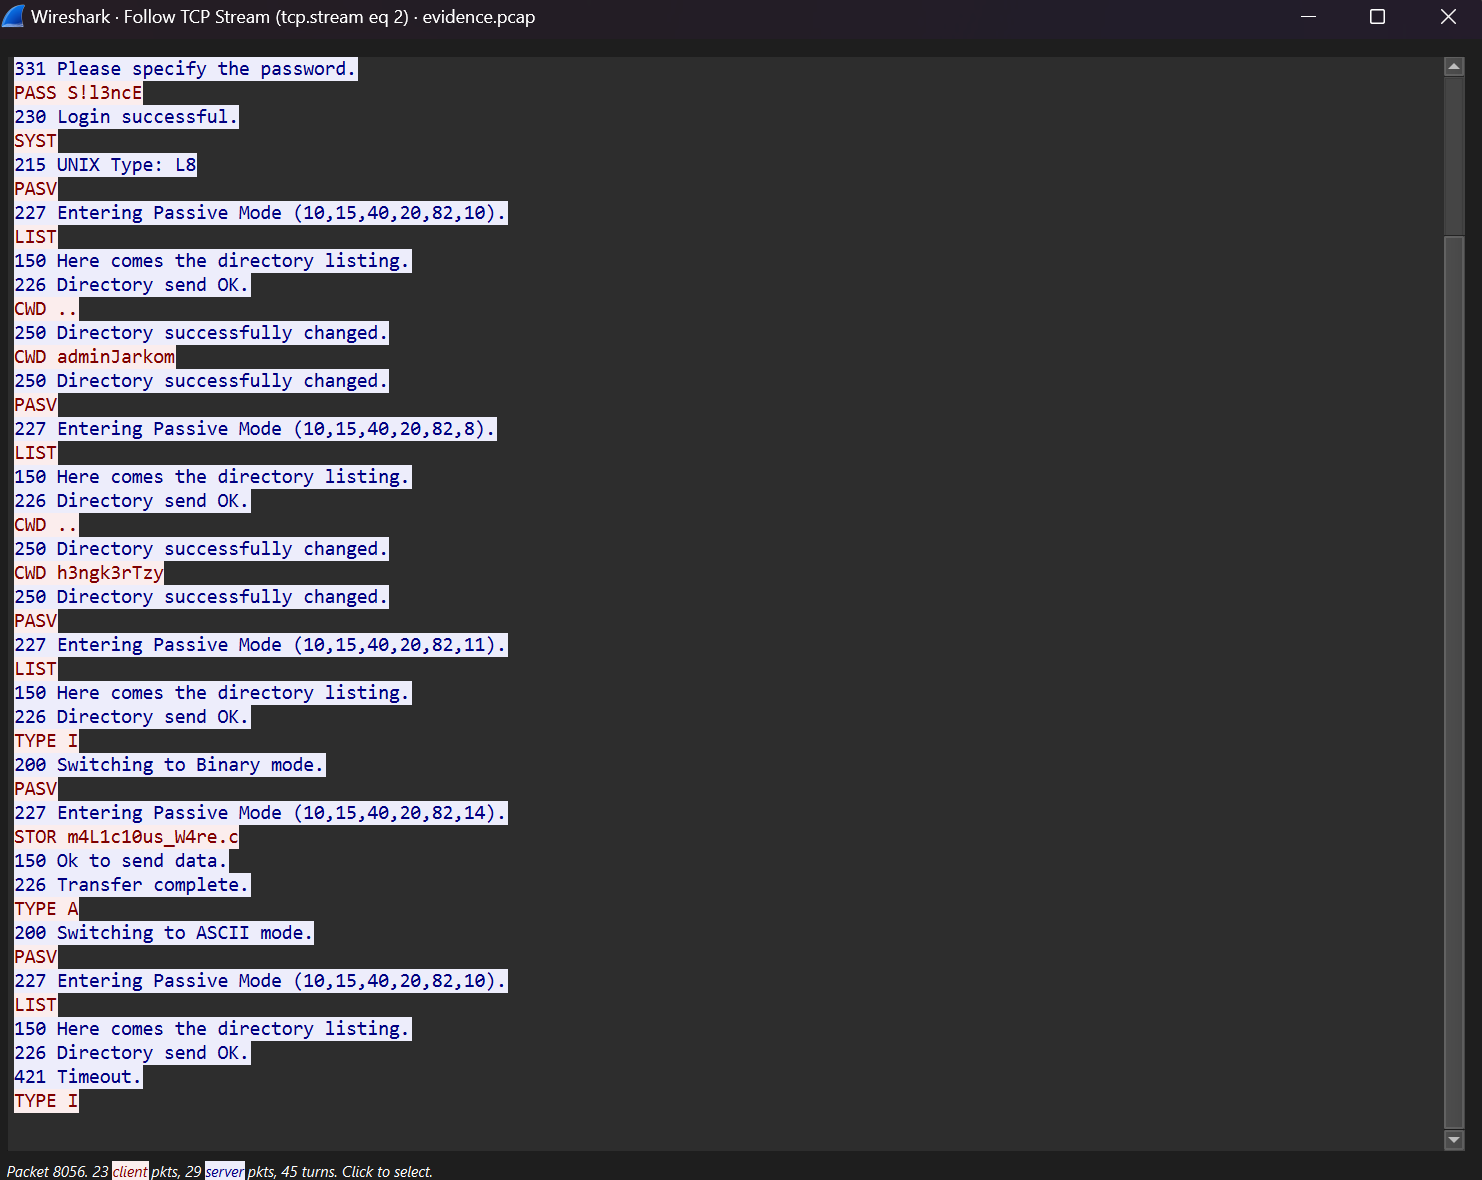 Wireshark · Follow TCP Stream (tcp.stream eq 2) · evidence.pcap
331 Please specify the password.
PASS S!l3ncE
230 Login successful.
SYST
215 UNIX Type: L8
PASV
227 Entering Passive Mode (10,15,40,20,82,10).
LIST
150 Here comes the directory listing.
226 Directory send OK.
CWD ..
250 Directory successfully changed.
CWD adminJarkom
250 Directory successfully changed.
PASV
227 Entering Passive Mode (10,15,40,20,82,8).
LIST
150 Here comes the directory listing.
226 Directory send OK.
CWD ..
250 Directory successfully changed.
CWD h3ngk3rTzy
250 Directory successfully changed.
PASV
227 Entering Passive Mode (10,15,40,20,82,11).
LIST
150 Here comes the directory listing.
226 Directory send OK.
TYPE I
200 Switching to Binary mode.
PASV
227 Entering Passive Mode (10,15,40,20,82,14).
STOR m4L1c10us_W4re.c
150 Ok to send data.
226 Transfer complete.
TYPE A
200 Switching to ASCII mode.
PASV
227 Entering Passive Mode (10,15,40,20,82,10).
LIST
150 Here comes the directory listing.
226 Directory send OK.
421 Timeout.
TYPE I
Packet 8056. 23 client pkts, 29 server pkts, 45 turns. Click to select.